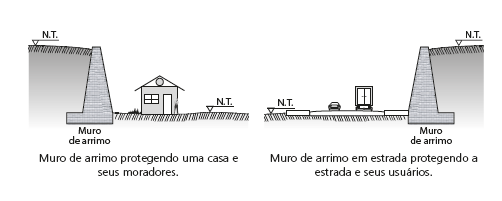 N.T.
N.T.
Muro
de arrimo
Muro de arrimo protegendo uma casa e
seus moradores.
N.T.
N.T.
Muro
de arrimo
Muro de arrimo em estrada protegendo a
estrada e seus usuários.